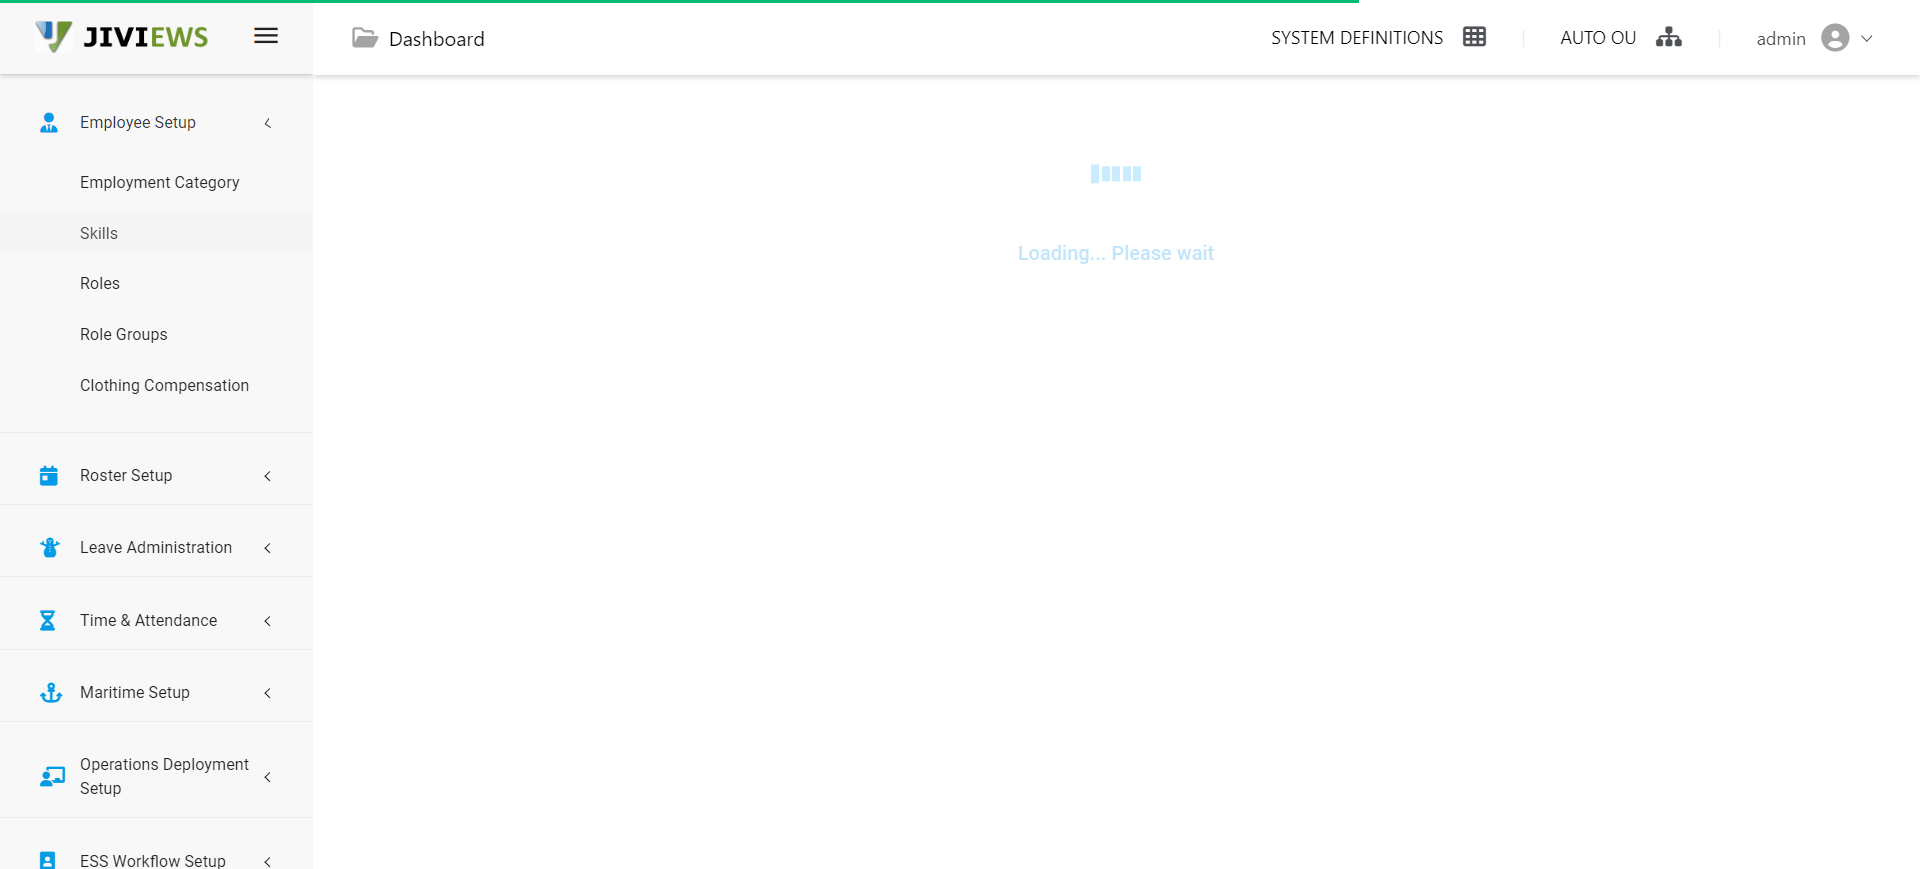 JIVIEWS
Dashboard
SYSTEM DEFINITIONS
AUTO OU
admin
Employee Setup
Employment Category
Skills
Roles
Role Groups
Clothing Compensation
Roster Setup
Leave Administration
Time & Attendance
Maritime Setup
Operations Deployment
Setup
ESS Workflow Setup
Loading... Please wait